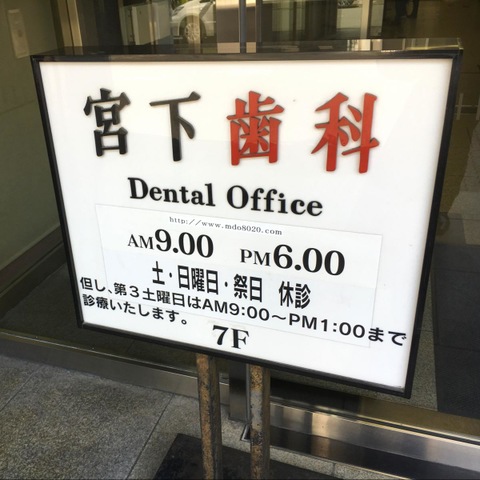 宮下歯科
Dental Office
http://www.mdo8020.com
AM9.00 PM6.00
土・日曜日・祭日 休診
但し、第3土曜日はAM9:00～PM1:00まで
診療いたします。
7F